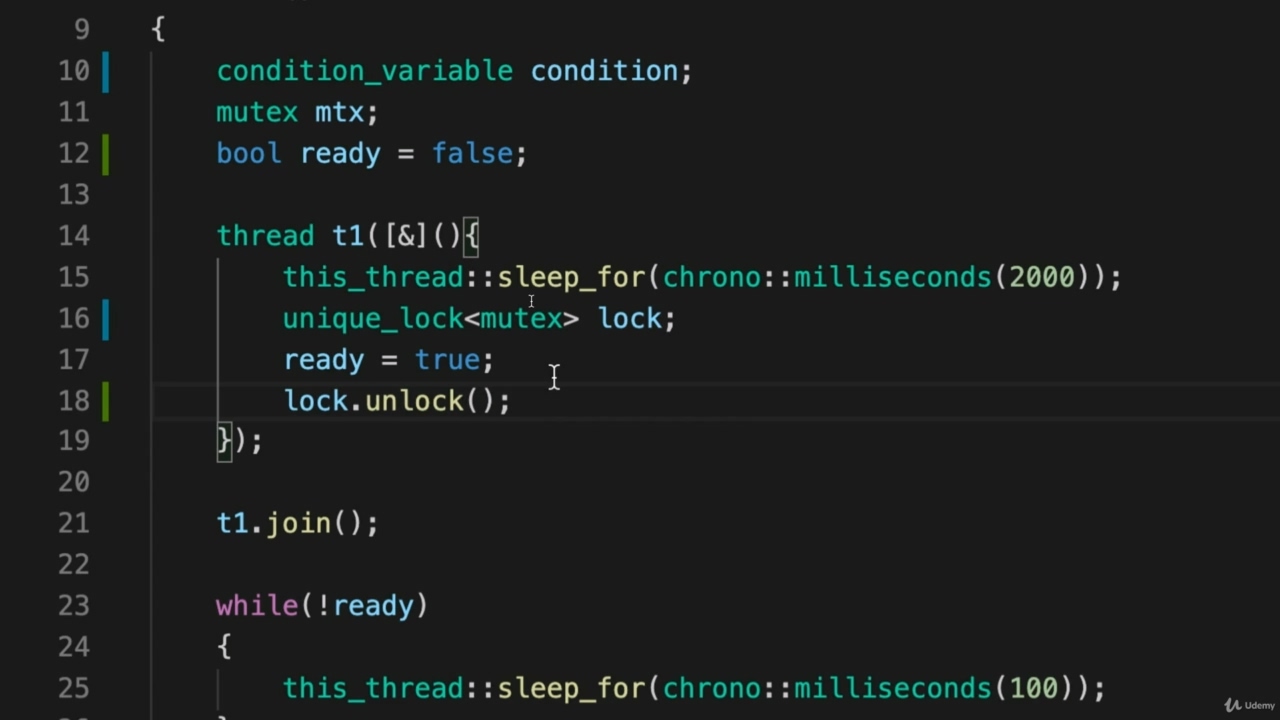 9 {
10 condition_variable condition;
11 mutex mtx;
12 bool ready = false;
13
14 thread t1([&](){
15 this_thread::sleep_for(chrono::milliseconds(2000));
16 unique_lock<mutex> lock;
17 ready = true;
18 lock.unlock();
19 });
20
21 t1.join();
22
23 while(!ready)
24 {
25 this_thread::sleep_for(chrono::milliseconds(100));
Udemy